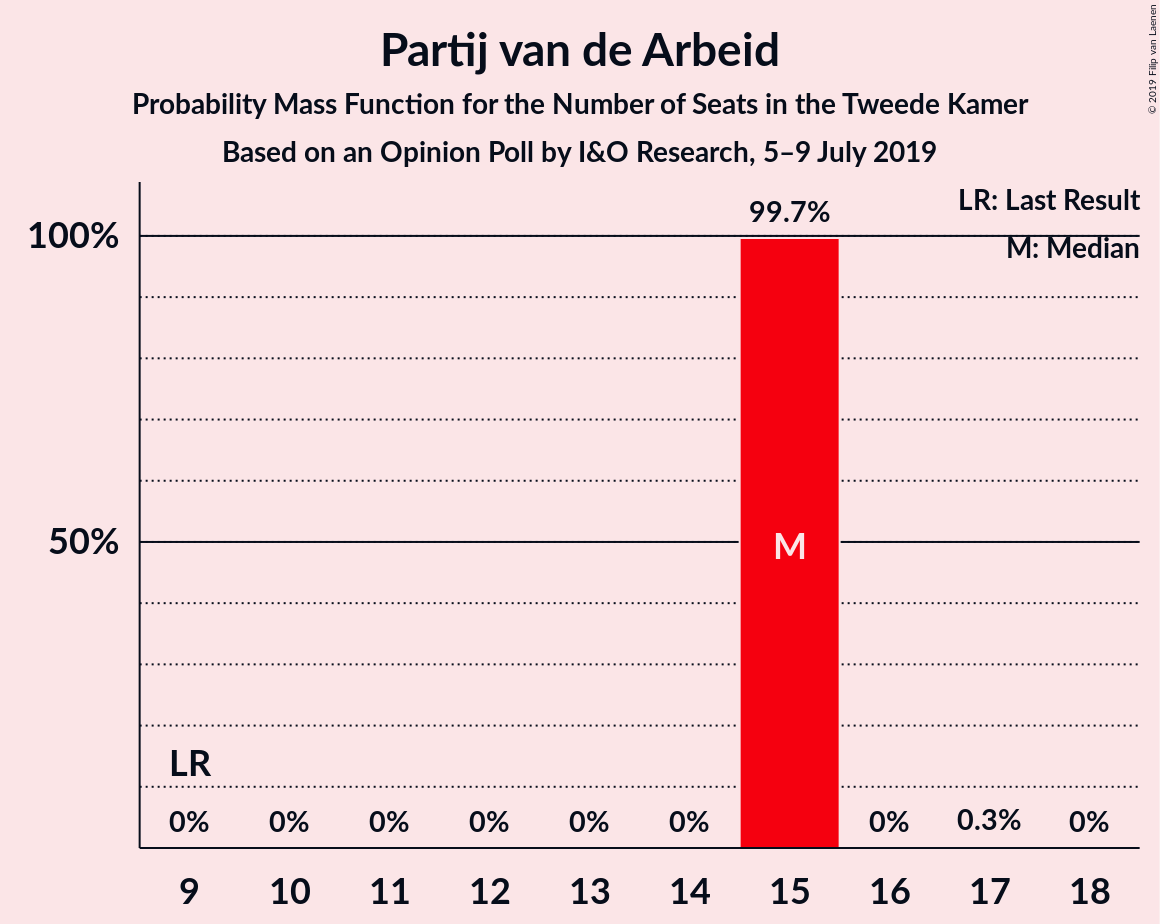 Partij van de Arbeid
Probability Mass Function for the Number of Seats in the Tweede Kamer
Based on an Opinion Poll by I&O Research, 5–9 July 2019
© 2019 Filip van Laenen
LR: Last Result
M: Median
100%
50%
99.7%
M
LR
0% 0% 0% 0% 0% 0% 0% 0.3% 0%
9 10 11 12 13 14 15 16 17 18